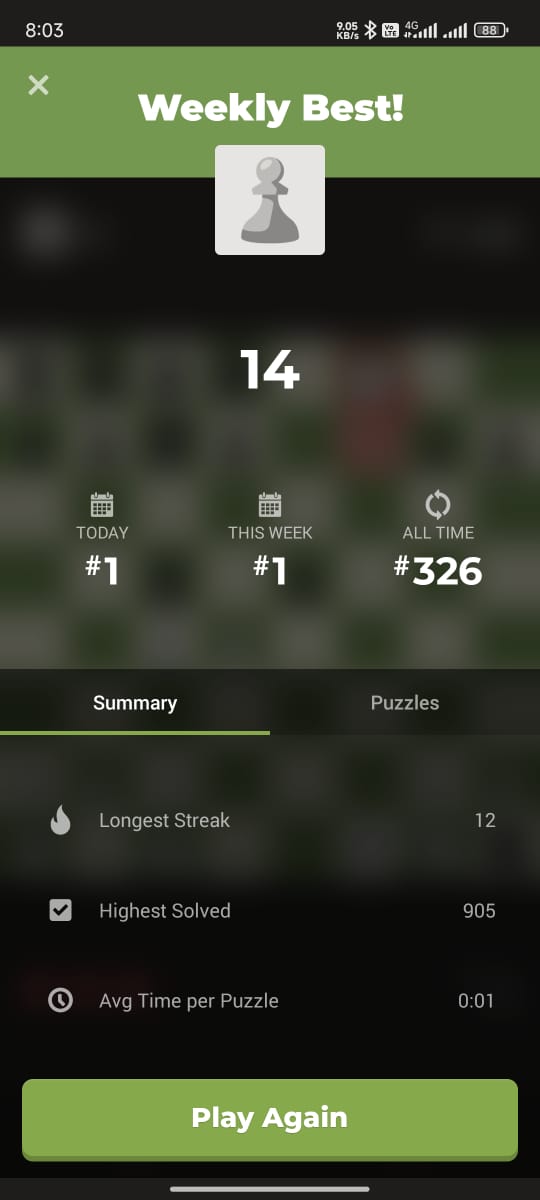 8:03
9.05
KB/s
Vo
LTE
4G
88
Weekly Best!
14
TODAY
THIS WEEK
ALL TIME
#1
#1
#326
Summary
Puzzles
Longest Streak
12
Highest Solved
905
Avg Time per Puzzle
0:01
Play Again